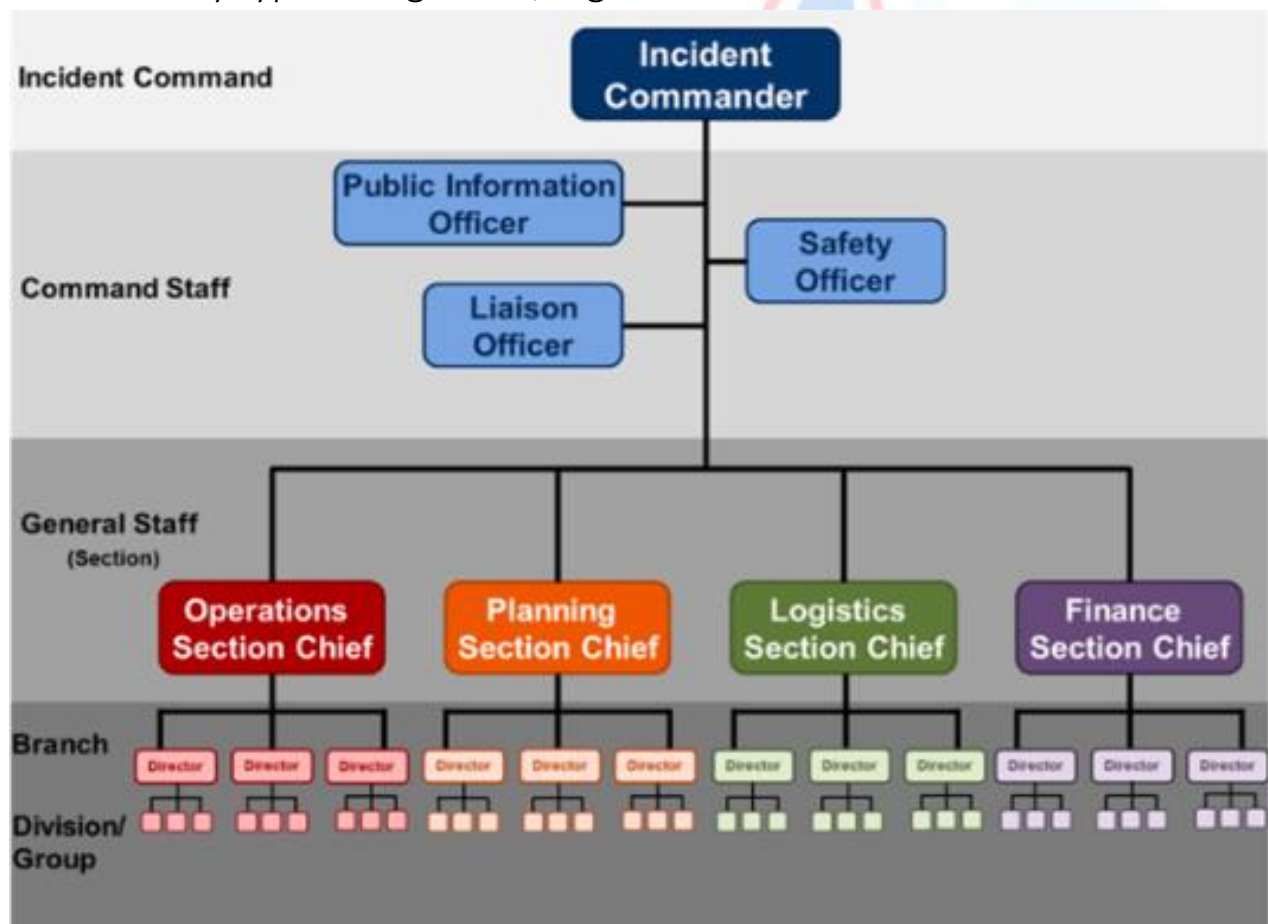 Incident Command
Incident
Commander
Public Information
Officer
Safety
Officer
Command Staff
Liaison
Officer
General Staff
(Section)
Operations
Section Chief
Planning
Section Chief
Logistics
Section Chief
Finance
Section Chief
Branch
Director
Director
Director
Director
Director
Director
Director
Director
Director
Director
Director
Director
Division/
Group